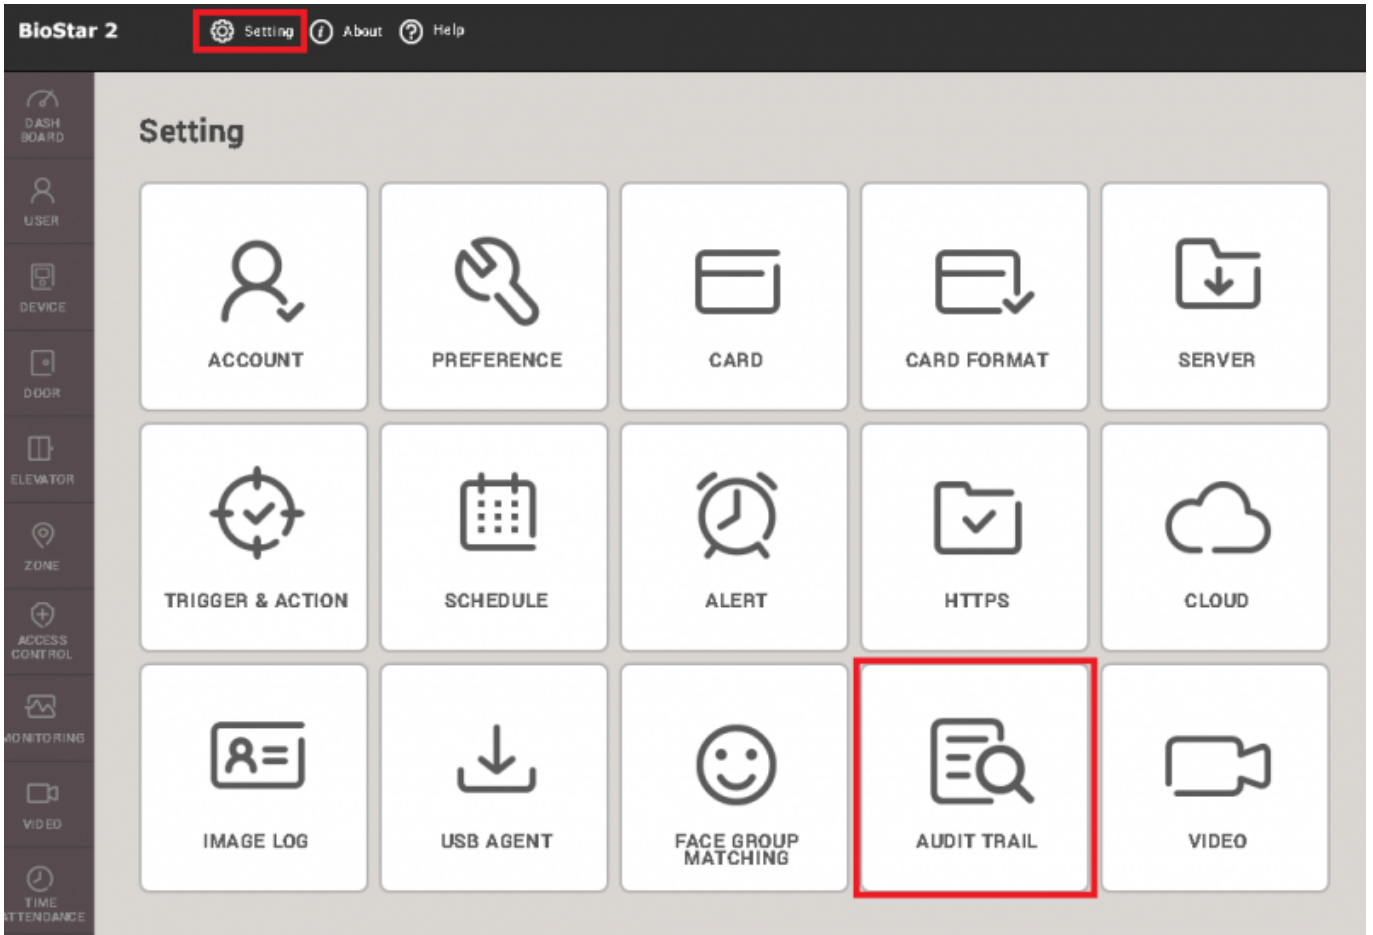 BioStar 2
Setting
About
Help
DASH
BOARD
USER
DEVICE
DOOR
ELEVATOR
ZONE
ACCESS
CONTROL
MONITORING
VIDEO
TIME
ATTENDANCE
Setting
ACCOUNT
PREFERENCE
CARD
CARD FORMAT
SERVER
TRIGGER & ACTION
SCHEDULE
ALERT
HTTPS
CLOUD
IMAGE LOG
USB AGENT
FACE GROUP
MATCHING
AUDIT TRAIL
VIDEO